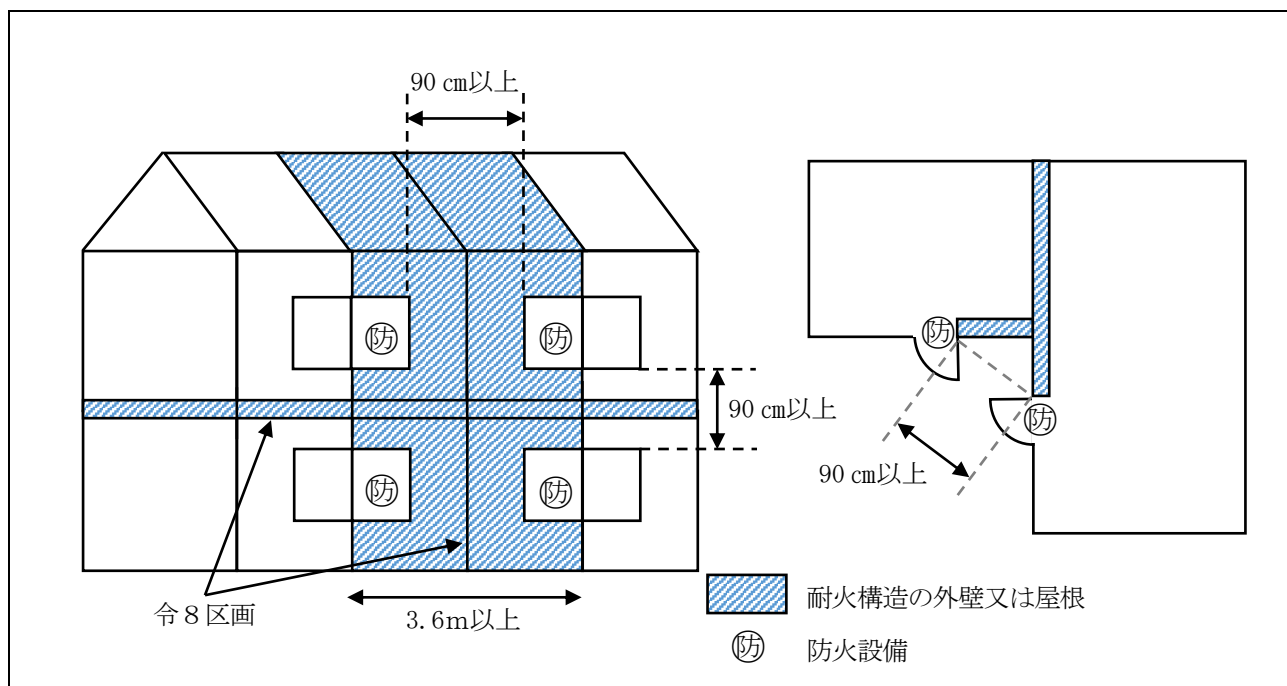 90 ㎝以上
防
防
防
90 ㎝以上
防
防
防
90 ㎝以上
令８区画
3.6ｍ以上
耐火構造の外壁又は屋根
防 防火設備